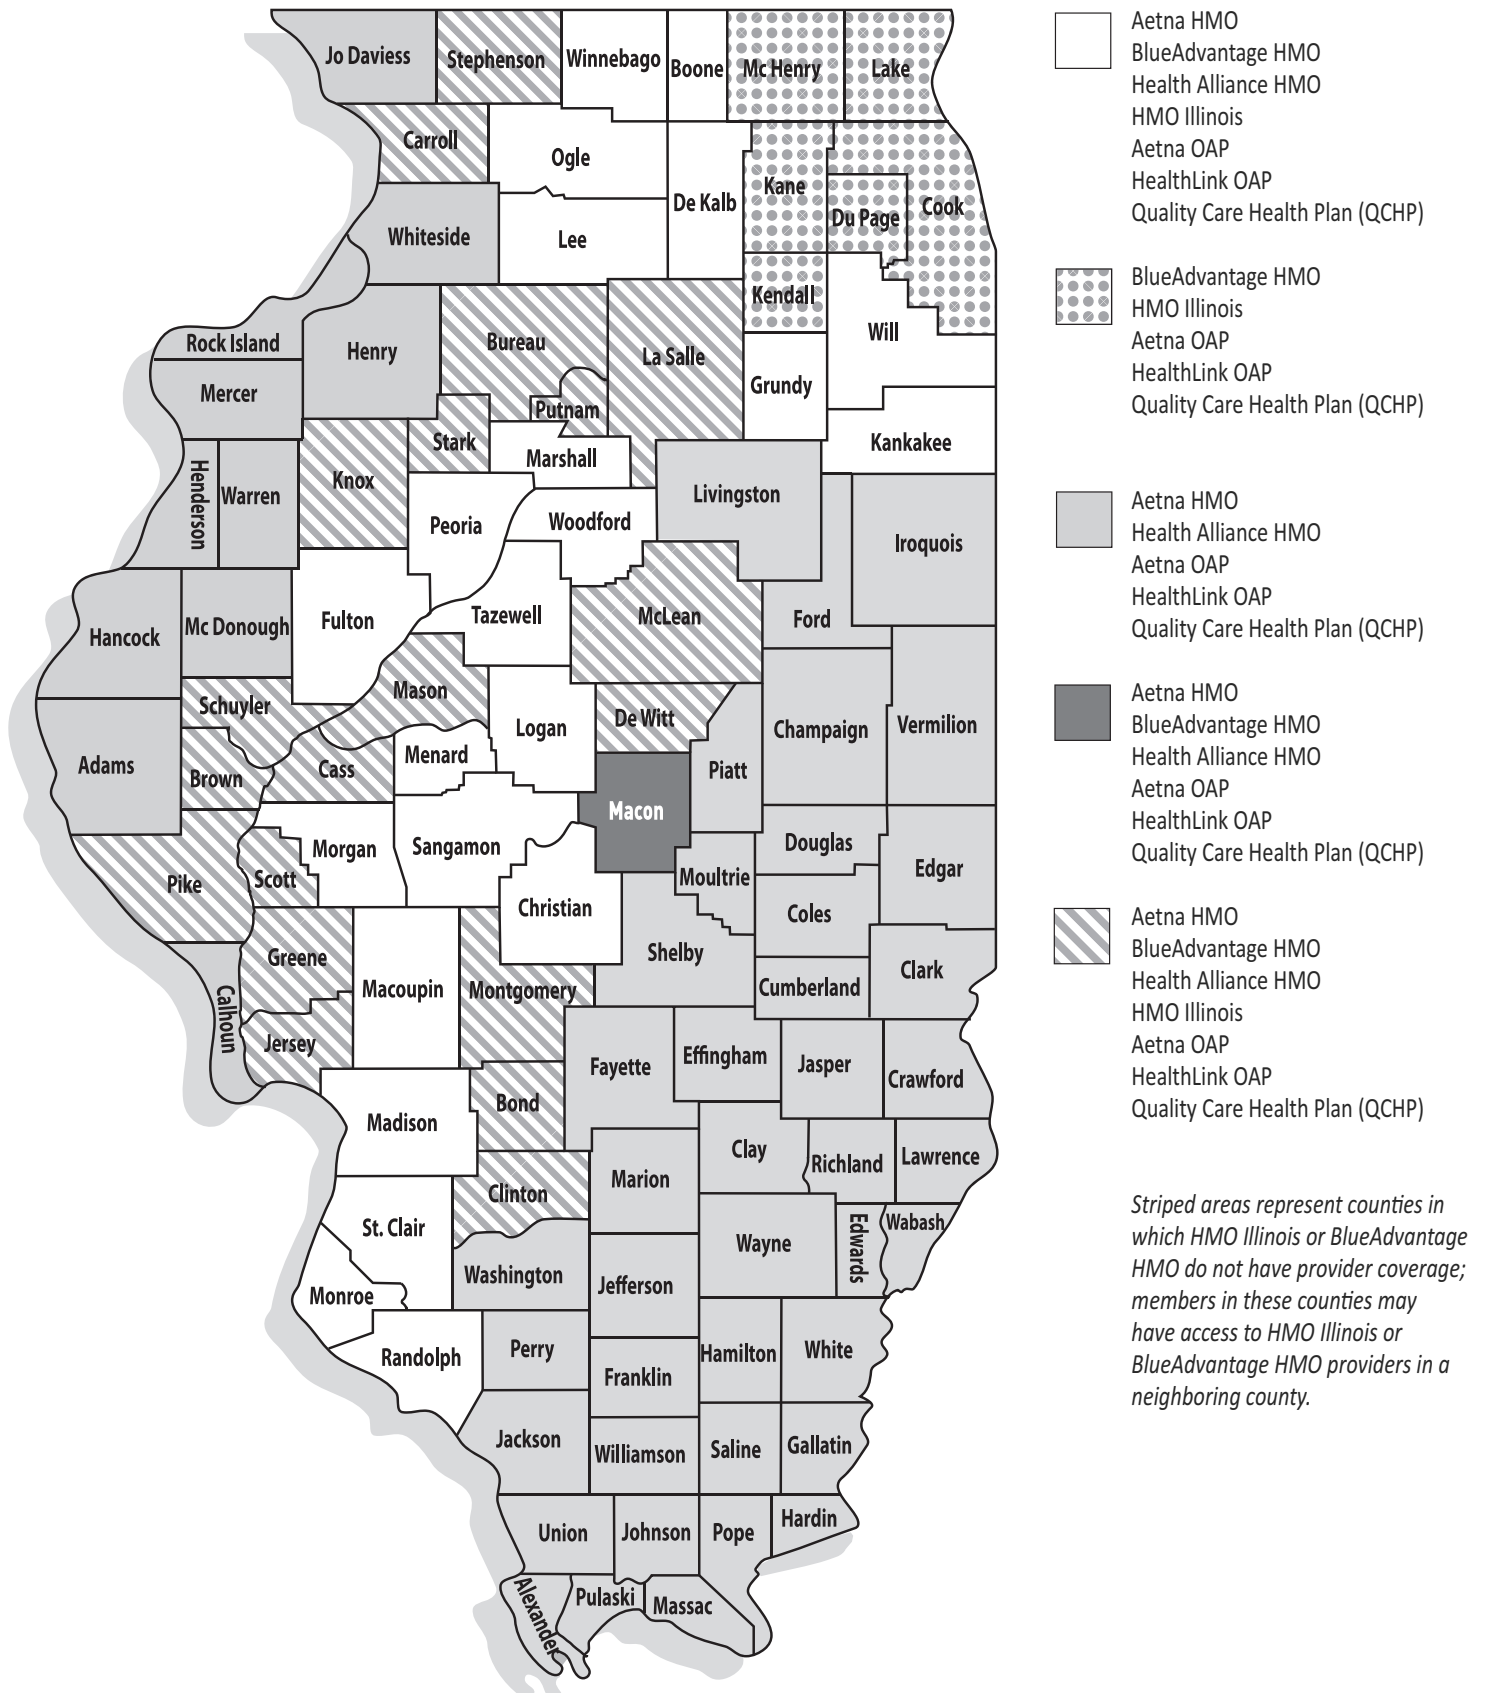 Jo Daviess
Stephenson
Winnebago
Boone
Mc Henry
Lake
Carroll
Ogle
De Kalb
Kane
Du Page
Cook
Whiteside
Lee
Kendall
Will
Rock Island
Henry
Bureau
La Salle
Grundy
Mercer
Putnam
Stark
Marshall
Kankakee
Henderson
Warren
Knox
Peoria
Woodford
Livingston
Iroquois
Hancock
Mc Donough
Fulton
Tazewell
McLean
Ford
Schuyler
Mason
Logan
De Witt
Champaign
Vermilion
Adams
Brown
Cass
Menard
Macon
Piatt
Pike
Scott
Morgan
Sangamon
Christian
Moultrie
Douglas
Edgar
Coles
Greene
Macoupin
Montgomery
Shelby
Cumberland
Clark
Calhoun
Jersey
Fayette
Effingham
Jasper
Crawford
Madison
Bond
Clay
Richland
Lawrence
Marion
Clinton
St. Clair
Wayne
Edwards
Wabash
Washington
Jefferson
Monroe
Randolph
Perry
Franklin
Hamilton
White
Jackson
Williamson
Saline
Gallatin
Union
Johnson
Pope
Hardin
Alexander
Pulaski
Massac
Aetna HMO
BlueAdvantage HMO
Health Alliance HMO
HMO Illinois
Aetna OAP
HealthLink OAP
Quality Care Health Plan (QCHP)
BlueAdvantage HMO
HMO Illinois
Aetna OAP
HealthLink OAP
Quality Care Health Plan (QCHP)
Aetna HMO
Health Alliance HMO
Aetna OAP
HealthLink OAP
Quality Care Health Plan (QCHP)
Aetna HMO
BlueAdvantage HMO
Health Alliance HMO
Aetna OAP
HealthLink OAP
Quality Care Health Plan (QCHP)
Aetna HMO
BlueAdvantage HMO
Health Alliance HMO
HMO Illinois
Aetna OAP
HealthLink OAP
Quality Care Health Plan (QCHP)
Striped areas represent counties in
which HMO Illinois or BlueAdvantage
HMO do not have provider coverage;
members in these counties may
have access to HMO Illinois or
BlueAdvantage HMO providers in a
neighboring county.